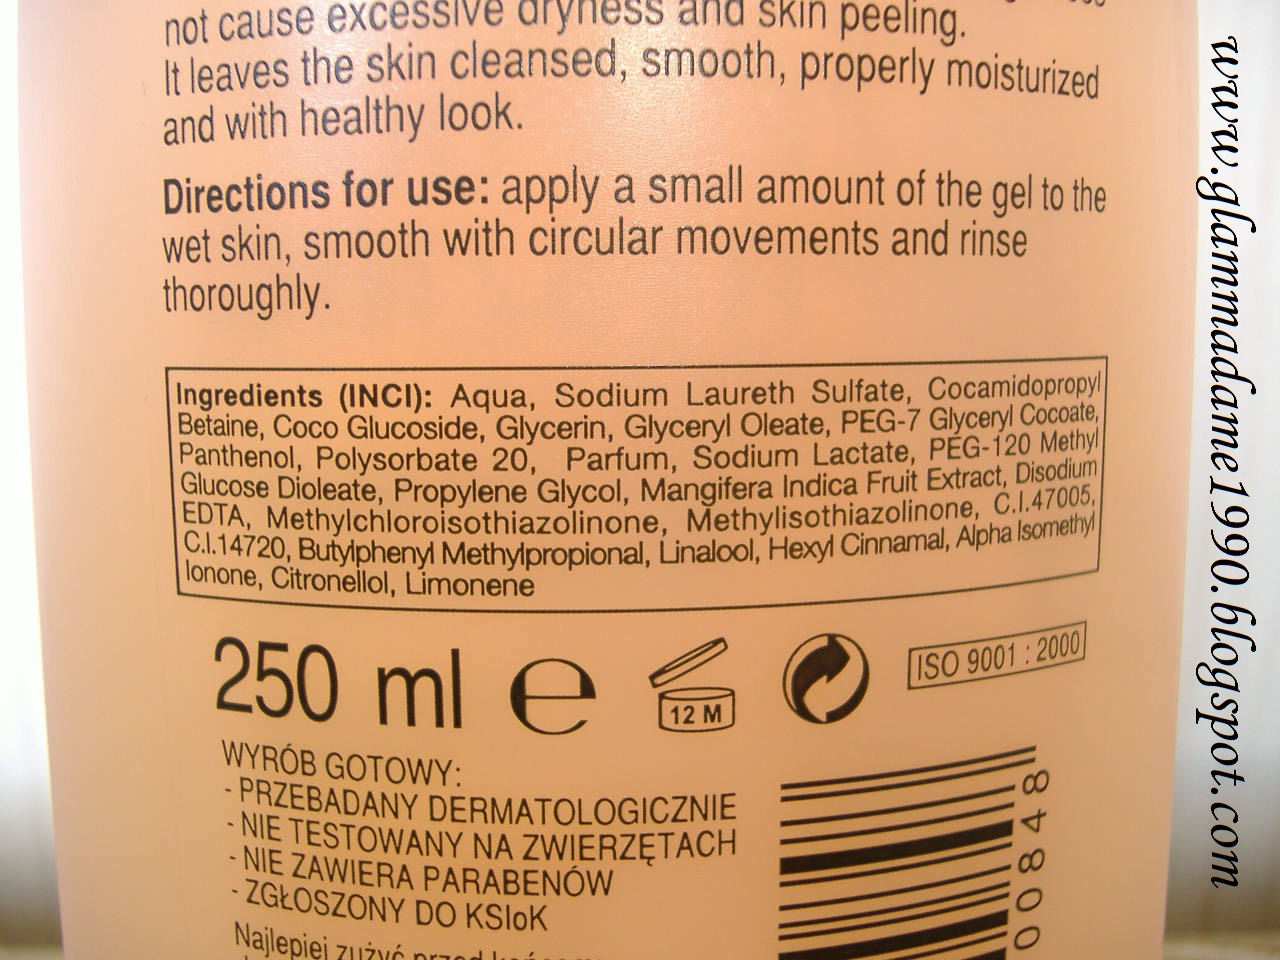 not cause excessive dryness and skin peeling.
It leaves the skin cleansed, smooth, properly moisturized
and with healthy look.
Directions for use: apply a small amount of the gel to the
wet skin, smooth with circular movements and rinse
thoroughly.
Ingredients (INCI): Aqua, Sodium Laureth Sulfate, Cocamidopropyl
Betaine, Coco Glucoside, Glycerin, Glyceryl Oleate, PEG-7 Glyceryl Cocoate,
Panthenol, Polysorbate 20, Parfum, Sodium Lactate, PEG-120 Methyl
Glucose Dioleate, Propylene Glycol, Mangifera Indica Fruit Extract, Disodium
EDTA, Methylchloroisothiazolinone, Methylisothiazolinone, C.I.47005,
C.I.14720, Butylphenyl Methylpropional, Linalool, Hexyl Cinnamal, Alpha Isomethyl
Ionone, Citronellol, Limonene
250 ml e
12 M
ISO 9001 : 2000
WYRÓB GOTOWY:
- PRZEBADANY DERMATOLOGICZNIE
- NIE TESTOWANY NA ZWIERZĘTACH
- NIE ZAWIERA PARABENÓW
- ZGŁOSZONY DO KSIoK
Najlepiej zużyć przed
00848
www.glammadame1990.blogspot.com